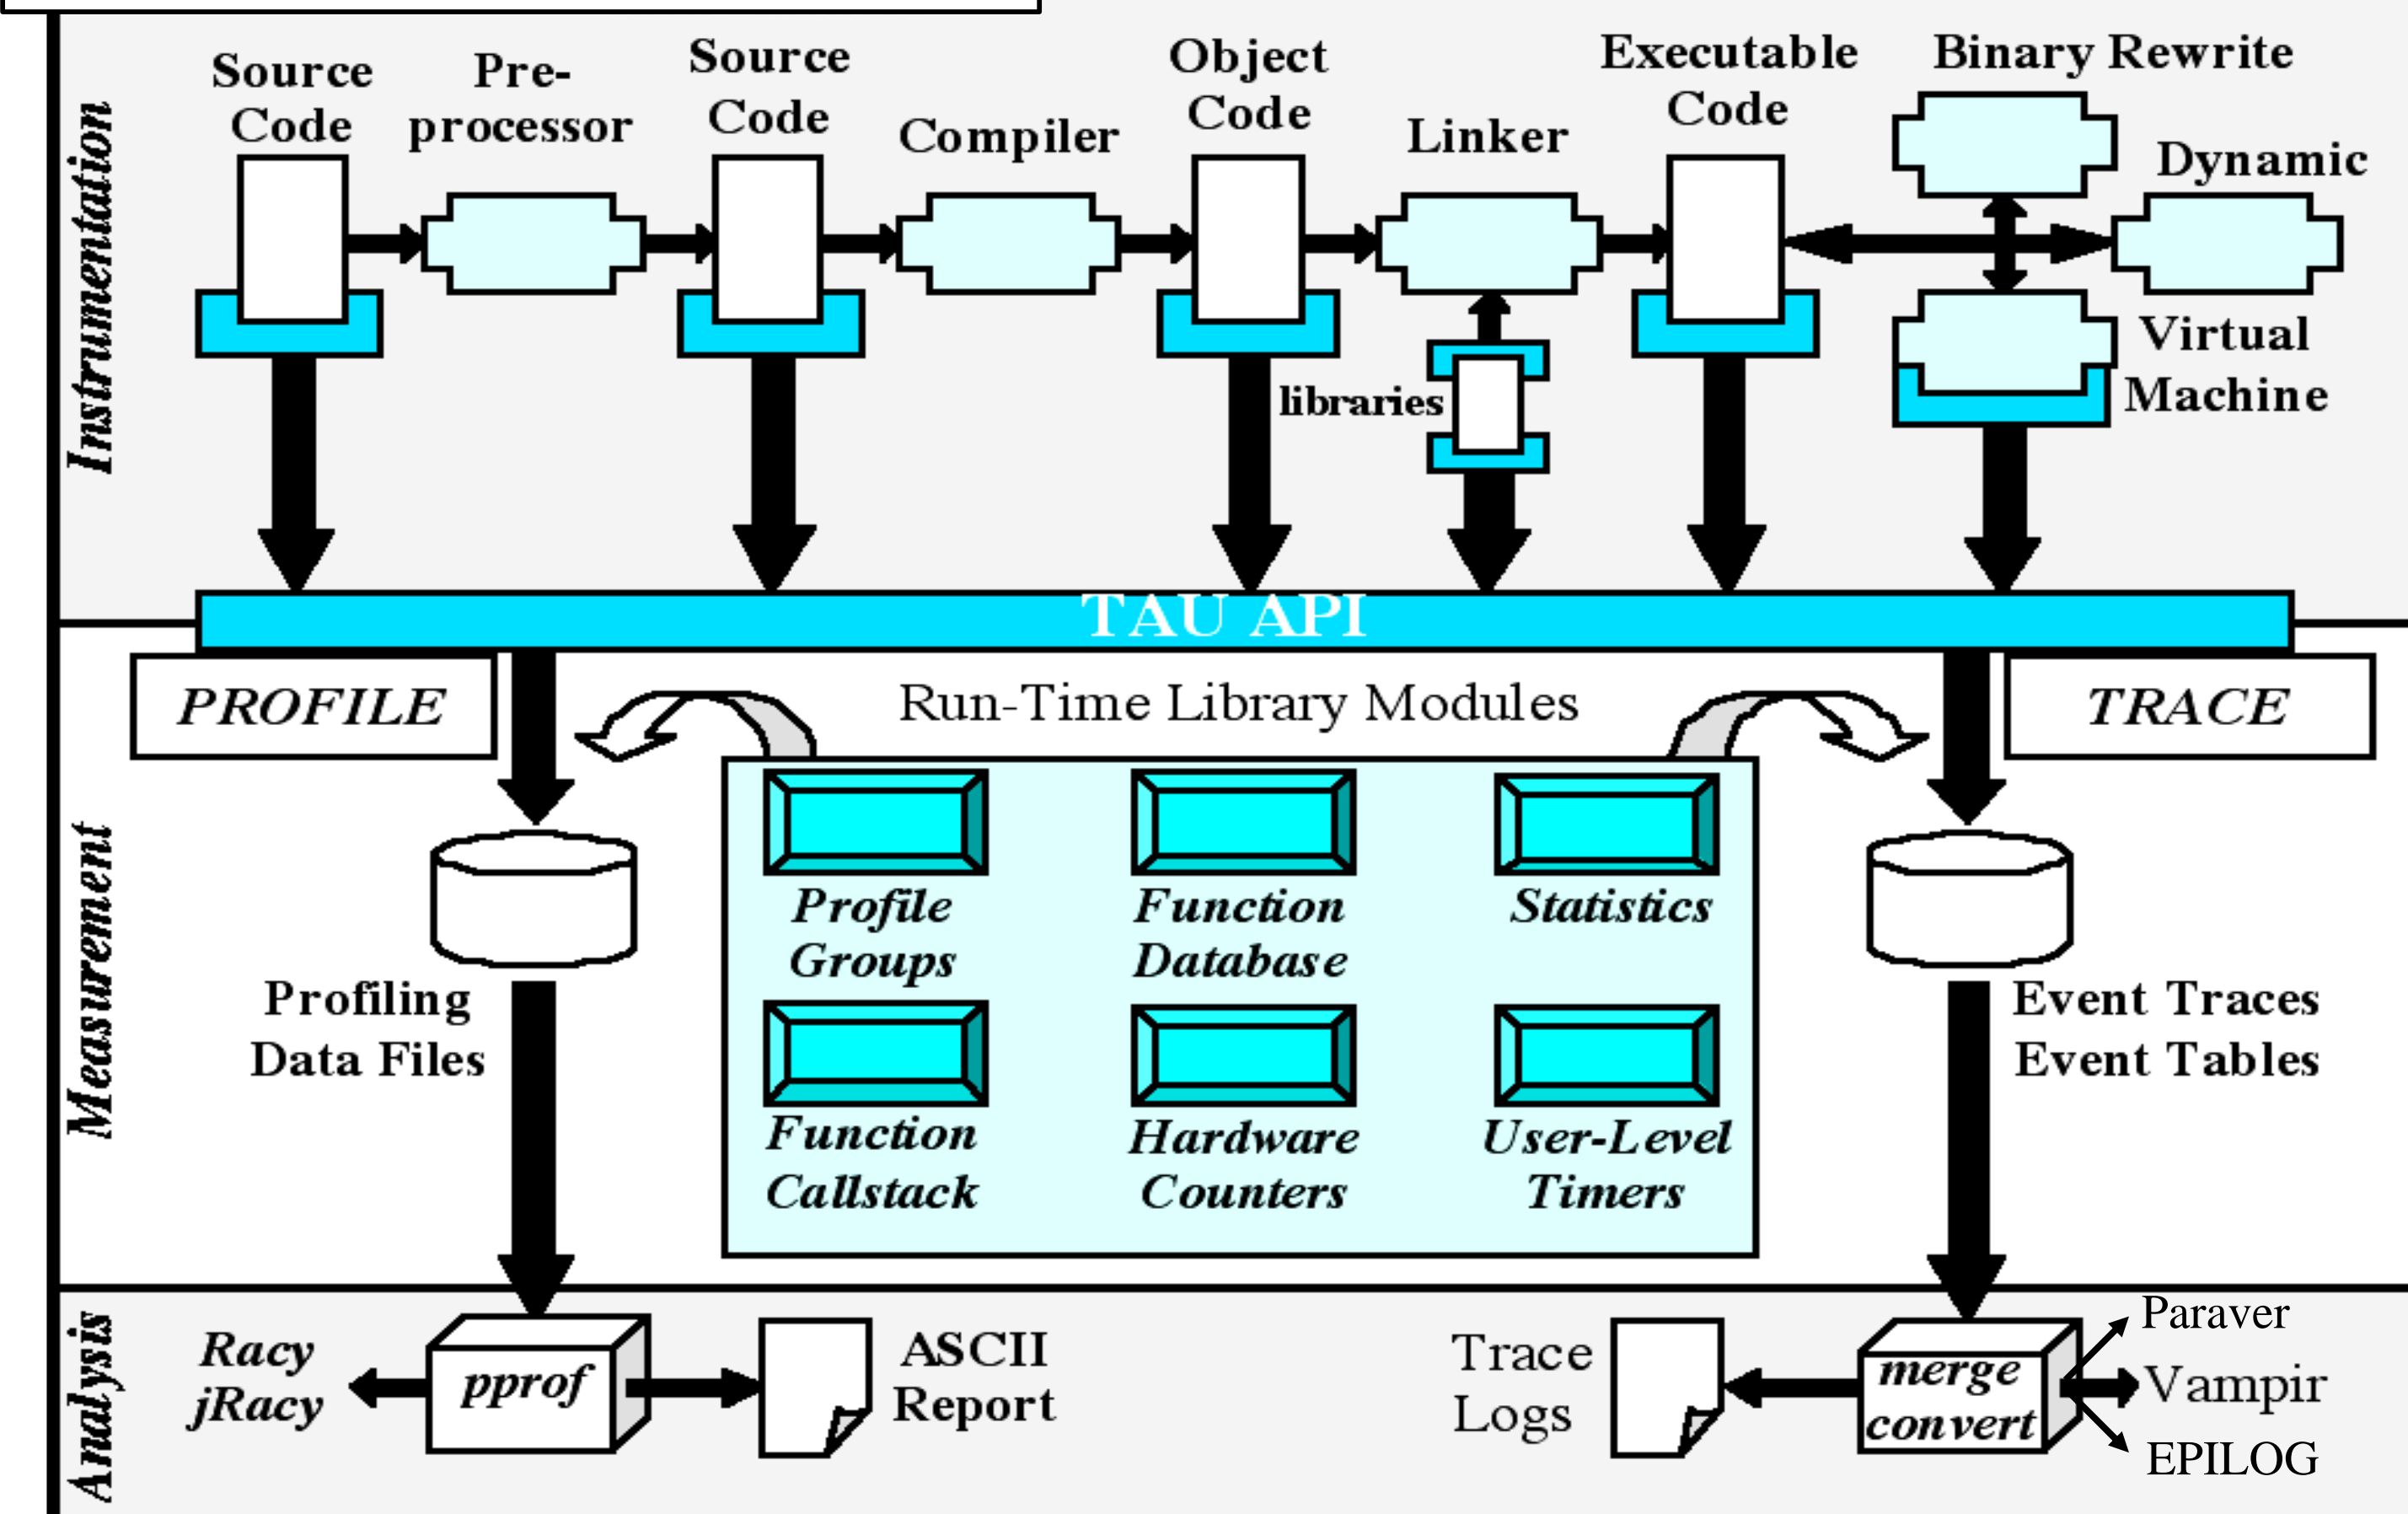 Instrumentation
Source
Code
Pre-
processor
Source
Code
Compiler
Object
Code
Linker
Executable
Code
Binary Rewrite
Dynamic
libraries
Virtual
Machine
TAU API
PROFILE
Run-Time Library Modules
TRACE
Measurement
Profile
Groups
Function
Database
Statistics
Profiling
Data Files
Event Traces
Event Tables
Function
Callstack
Hardware
Counters
User-Level
Timers
Analysis
Racy
jRacy
pprof
ASCII
Report
Trace
Logs
merge
convert
Paraver
Vampir
EPILOG